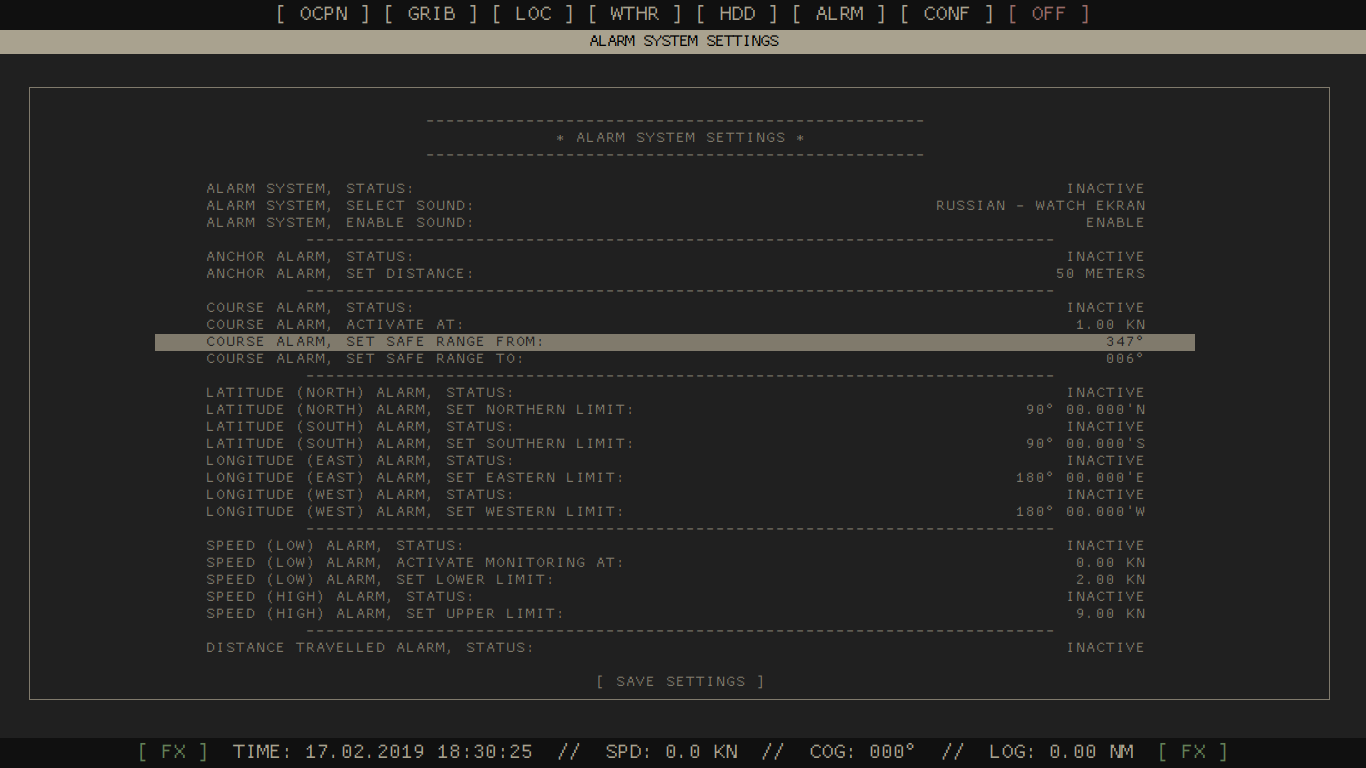 [ OCPN ] [ GRIB ] [ LOC ] [ WTHR ] [ HDD ] [ ALRM ] [ CONF ] [ OFF ]
ALARM SYSTEM SETTINGS
--------------------------------------------------
* ALARM SYSTEM SETTINGS *
--------------------------------------------------
ALARM SYSTEM, STATUS: INACTIVE
ALARM SYSTEM, SELECT SOUND: RUSSIAN - WATCH EKRAN
ALARM SYSTEM, ENABLE SOUND: ENABLE
---------------------------------------------------------------------------
ANCHOR ALARM, STATUS: INACTIVE
ANCHOR ALARM, SET DISTANCE: 50 METERS
---------------------------------------------------------------------------
COURSE ALARM, STATUS: INACTIVE
COURSE ALARM, ACTIVATE AT: 1.00 KN
COURSE ALARM, SET SAFE RANGE FROM: 347°
COURSE ALARM, SET SAFE RANGE TO: 006°
---------------------------------------------------------------------------
LATITUDE (NORTH) ALARM, STATUS: INACTIVE
LATITUDE (NORTH) ALARM, SET NORTHERN LIMIT: 90° 00.000'N
LATITUDE (SOUTH) ALARM, STATUS: INACTIVE
LATITUDE (SOUTH) ALARM, SET SOUTHERN LIMIT: 90° 00.000'S
LONGITUDE (EAST) ALARM, STATUS: INACTIVE
LONGITUDE (EAST) ALARM, SET EASTERN LIMIT: 180° 00.000'E
LONGITUDE (WEST) ALARM, STATUS: INACTIVE
LONGITUDE (WEST) ALARM, SET WESTERN LIMIT: 180° 00.000'W
---------------------------------------------------------------------------
SPEED (LOW) ALARM, STATUS: INACTIVE
SPEED (LOW) ALARM, ACTIVATE MONITORING AT: 0.00 KN
SPEED (LOW) ALARM, SET LOWER LIMIT: 2.00 KN
SPEED (HIGH) ALARM, STATUS: INACTIVE
SPEED (HIGH) ALARM, SET UPPER LIMIT: 9.00 KN
---------------------------------------------------------------------------
DISTANCE TRAVELLED ALARM, STATUS: INACTIVE
[ SAVE SETTINGS ]
[ FX ] TIME: 17.02.2019 18:30:25 // SPD: 0.0 KN // COG: 000° // LOG: 0.00 NM [ FX ]